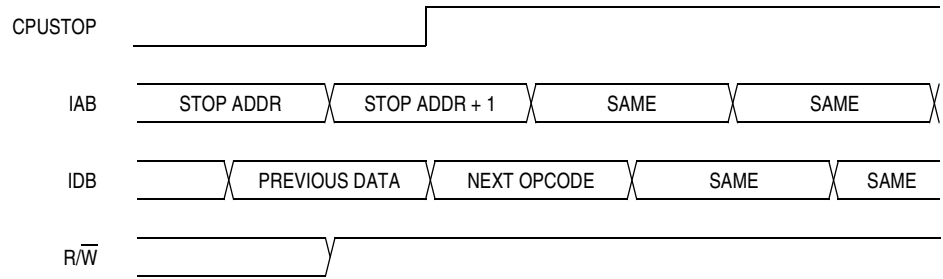 CPUSTOP
IAB STOP ADDR STOP ADDR + 1 SAME SAME
IDB PREVIOUS DATA NEXT OPCODE SAME SAME
R/W̅